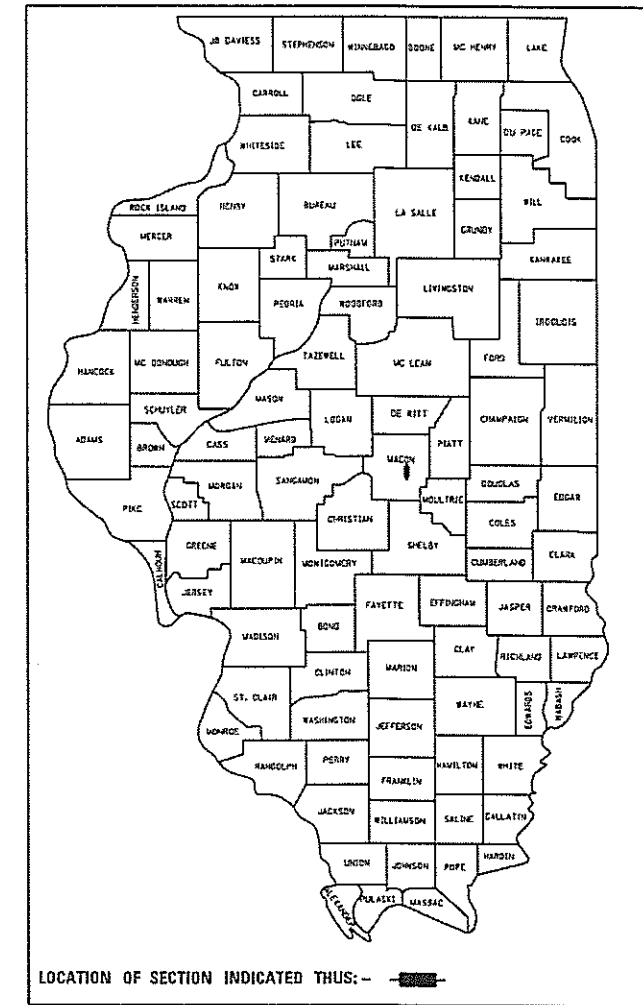 JO DAVIESS STEPHENSON WINNEBAGO BOONE MC HENRY LAKE
CARROLL OGLE DE KALB KANE DU PAGE COOK
WHITESIDE LEE KENDALL WILL
ROCK ISLAND HENRY BUREAU LA SALLE GRUNDY
MERCER PUTNAM KANKAKEE
HENDERSON WARREN KNOX STARK MARSHALL LIVINGSTON
PEORIA WOODFORD IROQUOIS
HANCOCK MC DONOUGH FULTON TAZEWELL MC LEAN FORD
SCHUYLER MASON LOGAN DE WITT CHAMPAIGN VERMILION
ADAMS BROWN CASS MENARD MACON PIATT
PIKE SCOTT MORGAN SANGAMON CHRISTIAN MOULTRIE DOUGLAS EDGAR
COLES
CALHOUN GREENE MACOUPIN MONTGOMERY SHELBY CUMBERLAND CLARK
JERSEY FAYETTE EFFINGHAM JASPER CRAWFORD
MADISON BOND
CLINTON MARION CLAY RICHLAND LAWRENCE
ST. CLAIR WASHINGTON JEFFERSON WAYNE EDWARDS WABASH
MONROE
RANDOLPH PERRY HAMILTON WHITE
FRANKLIN
JACKSON WILLIAMSON SALINE GALLATIN
UNION JOHNSON POPE HARDIN
ALEXANDER PULASKI MASSAC
LOCATION OF SECTION INDICATED THUS: -